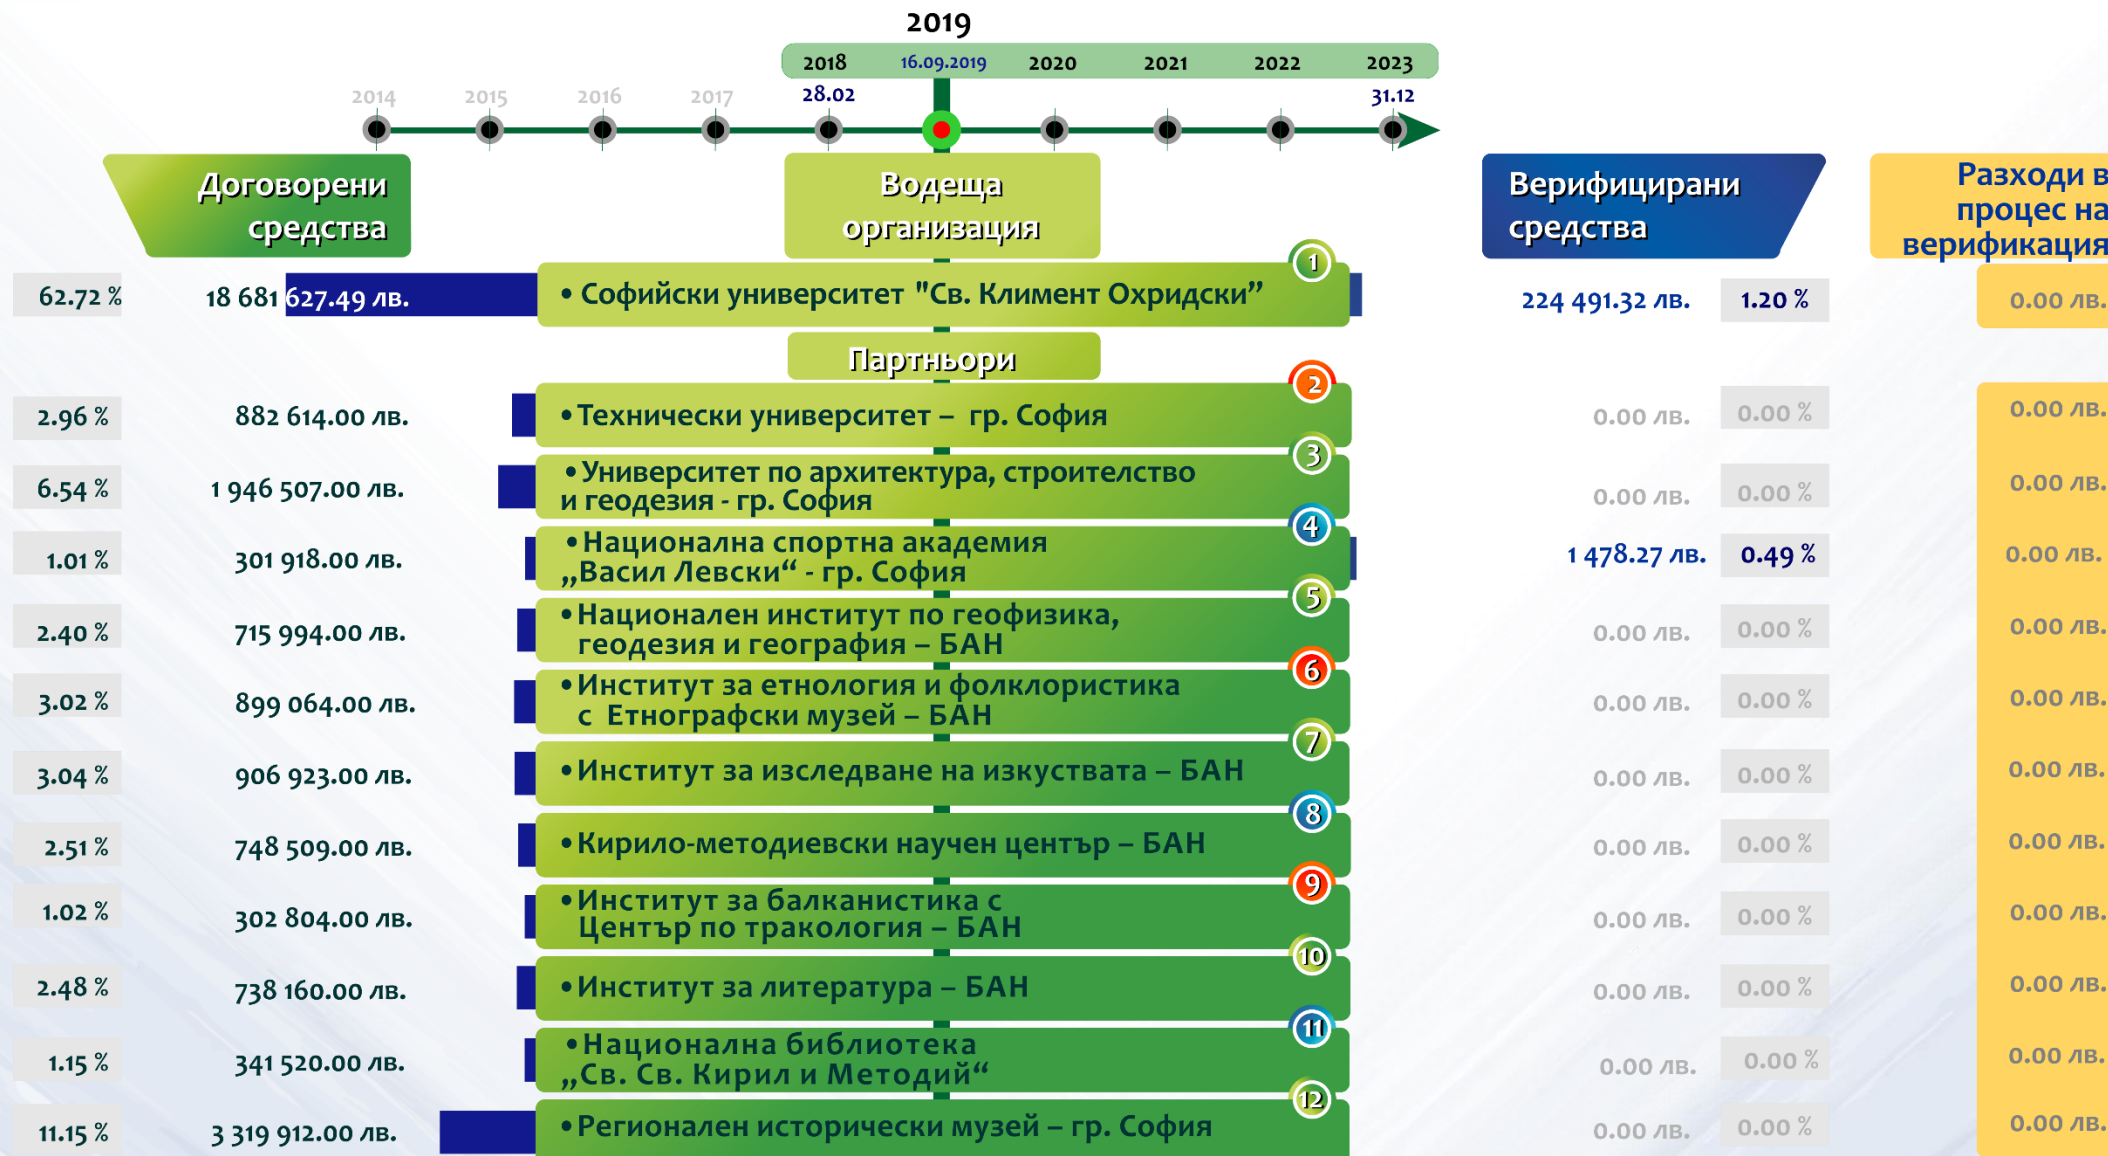 2019
2018 16.09.2019 2020 2021 2022 2023
2014 2015 2016 2017 28.02 31.12
Договорени
средства
Водеща
организация
Верифицирани
средства
Разходи в
процес на
верификация
62.72 % 18 681 627.49 лв. • Софийски университет "Св. Климент Охридски” 1 224 491.32 лв. 1.20 % 0.00 лв.
Партньори
2.96 % 882 614.00 лв. •Технически университет – гр. София 2 0.00 лв. 0.00 % 0.00 лв.
6.54 % 1 946 507.00 лв. •Университет по архитектура, строителство
и геодезия - гр. София 3 0.00 лв. 0.00 % 0.00 лв.
1.01 % 301 918.00 лв. •Национална спортна академия
„Васил Левски“ - гр. София 4 1 478.27 лв. 0.49 % 0.00 лв.
2.40 % 715 994.00 лв. •Национален институт по геофизика,
геодезия и география – БАН 5 0.00 лв. 0.00 % 0.00 лв.
3.02 % 899 064.00 лв. •Институт за етнология и фолклористика
с Етнографски музей – БАН 6 0.00 лв. 0.00 % 0.00 лв.
3.04 % 906 923.00 лв. •Институт за изследване на изкуствата – БАН 7 0.00 лв. 0.00 % 0.00 лв.
2.51 % 748 509.00 лв. •Кирило-методиевски научен център – БАН 8 0.00 лв. 0.00 % 0.00 лв.
1.02 % 302 804.00 лв. •Институт за балканистика с
Център по тракология – БАН 9 0.00 лв. 0.00 % 0.00 лв.
2.48 % 738 160.00 лв. •Институт за литература – БАН 10 0.00 лв. 0.00 % 0.00 лв.
1.15 % 341 520.00 лв. •Национална библиотека
„Св. Св. Кирил и Методий“ 11 0.00 лв. 0.00 % 0.00 лв.
11.15 % 3 319 912.00 лв. •Регионален исторически музей – гр. София 12 0.00 лв. 0.00 % 0.00 лв.